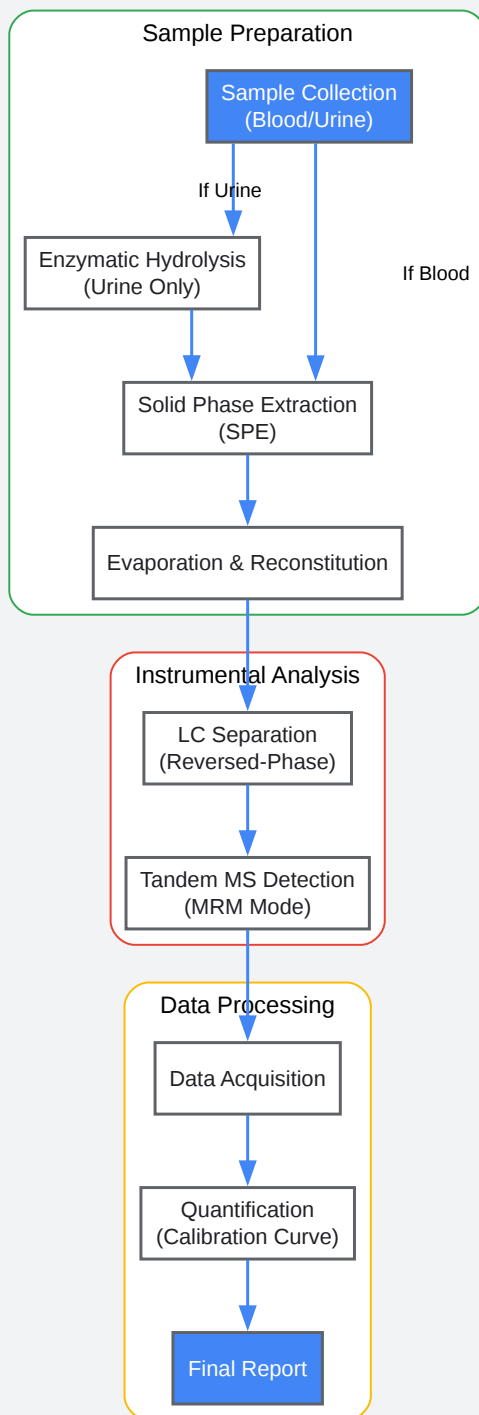 Sample Preparation
Sample Collection
(Blood/Urine)
If Urine
Enzymatic Hydrolysis
(Urine Only)
If Blood
Solid Phase Extraction
(SPE)
Evaporation & Reconstitution
Instrumental Analysis
LC Separation
(Reversed-Phase)
Tandem MS Detection
(MRM Mode)
Data Processing
Data Acquisition
Quantification
(Calibration Curve)
Final Report